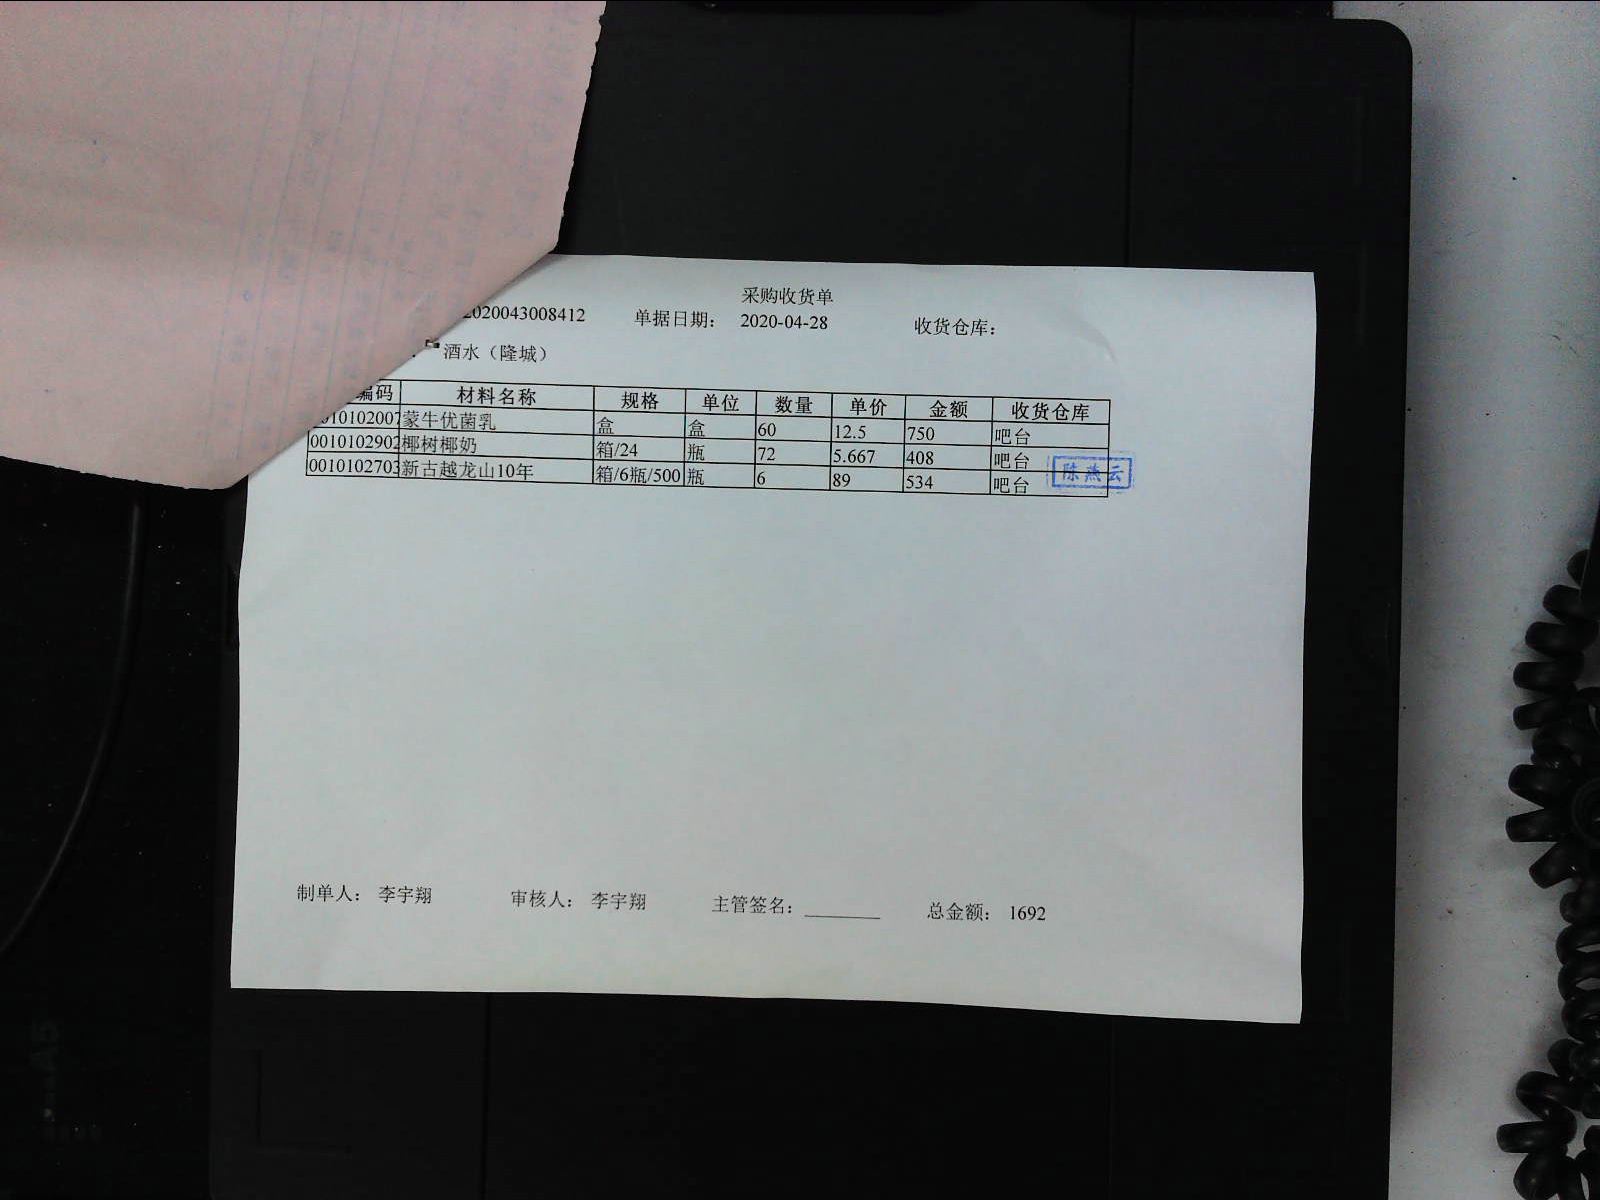 采购收货单
2020043008412 单据日期： 2020-04-28 收货仓库：
酒水（隆城）
编码 材料名称 规格 单位 数量 单价 金额 收货仓库
0010102007 蒙牛优菌乳 盒 盒 60 12.5 750 吧台
0010102902 椰树椰奶 箱/24 瓶 72 5.667 408 吧台
0010102703 新古越龙山10年 箱/6瓶/500 瓶 6 89 534 吧台
陈燕云
制单人： 李宇翔 审核人： 李宇翔 主管签名： 总金额： 1692